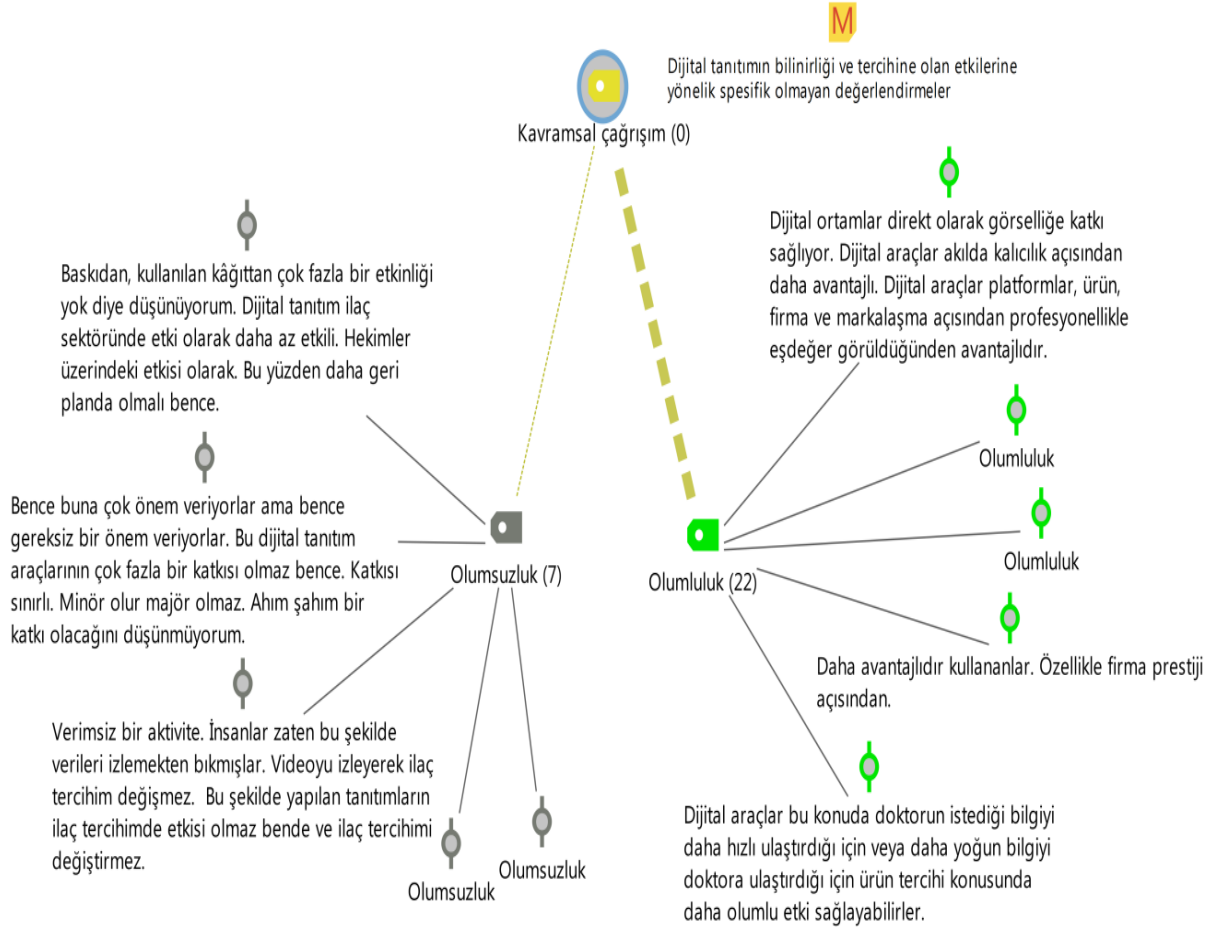 M
Dijital tanıtımın bilinirliği ve tercihine olan etkilerine
yönelik spesifik olmayan değerlendirmeler
Kavramsal çağrışım (0)
Baskıdan, kullanılan kâğıttan çok fazla bir etkinliği
yok diye düşünüyorum. Dijital tanıtım ilaç
sektöründe etki olarak daha az etkili. Hekimler
üzerindeki etkisi olarak. Bu yüzden daha geri
planda olmalı bence.
Bence buna çok önem veriyorlar ama bence
gereksiz bir önem veriyorlar. Bu dijital tanıtım
araçlarının çok fazla bir katkısı olmaz bence. Katkısı
sınırlı. Minör olur majör olmaz. Ahım şahım bir
katkı olacağını düşünmüyorum.
Verimsiz bir aktivite. İnsanlar zaten bu şekilde
verileri izlemekten bıkmışlar. Videoyu izleyerek ilaç
tercihim değişmez. Bu şekilde yapılan tanıtımların
ilaç tercihimde etkisi olmaz bende ve ilaç tercihimi
değiştirmez.
Olumsuzluk (7)
Olumsuzluk
Olumsuzluk
Dijital ortamlar direkt olarak görselliğe katkı
sağlıyor. Dijital araçlar akılda kalıcılık açısından
daha avantajlı. Dijital araçlar platformlar, ürün,
firma ve markalaşma açısından profesyonellikle
eşdeğer görüldüğünden avantajlıdır.
Olumluluk
Olumluluk
Olumluluk (22)
Daha avantajlıdır kullananlar. Özellikle firma prestiji
açısından.
Dijital araçlar bu konuda doktorun istediği bilgiyi
daha hızlı ulaştırdığı için veya daha yoğun bilgiyi
doktora ulaştırdığı için ürün tercihi konusunda
daha olumlu etki sağlayabilirler.